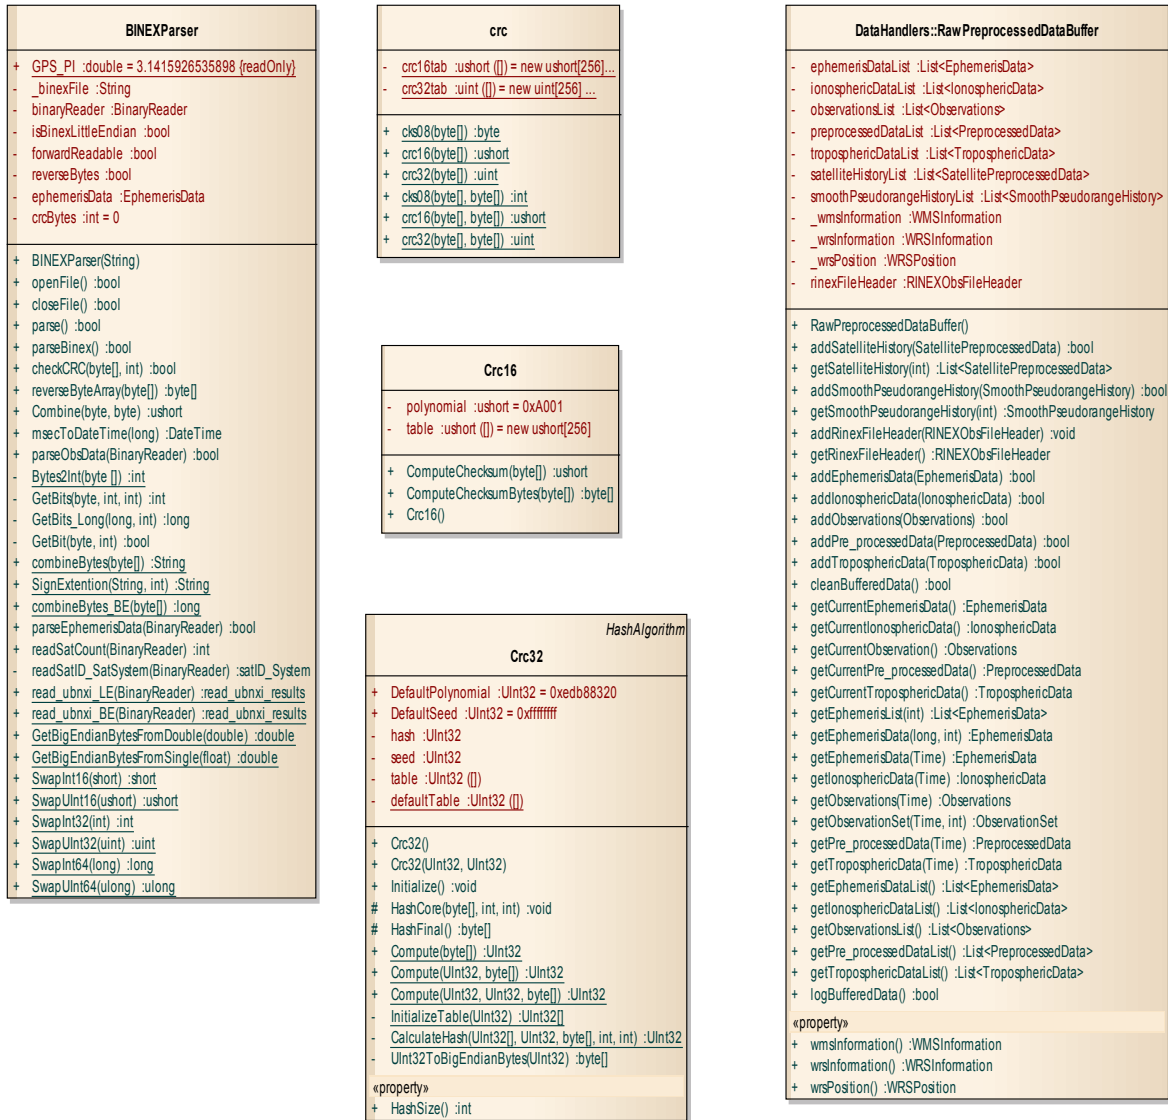 BINEXParser
+ GPS_PI :double = 3.1415926535898 {readOnly}
- _binexFile :String
- binaryReader :BinaryReader
- isBinexLittleEndian :bool
- forwardReadable :bool
- reverseBytes :bool
- ephemerisData :EphemerisData
- crcBytes :int = 0
+ BINEXParser(String)
+ openFile() :bool
+ closeFile() :bool
+ parse() :bool
+ parseBinex() :bool
+ checkCRC(byte[], int) :bool
+ reverseByteArray(byte[]) :byte[]
+ Combine(byte, byte) :ushort
+ msecToDateTime(long) :DateTime
+ parseObsData(BinaryReader) :bool
- Bytes2Int(byte []) :int
- GetBits(byte, int, int) :int
- GetBits_Long(long, int) :long
- GetBit(byte, int) :bool
+ combineBytes(byte[]) :String
+ SignExtention(String, int) :String
+ combineBytes_BE(byte[]) :long
+ parseEphemerisData(BinaryReader) :bool
+ readSatCount(BinaryReader) :int
- readSatID_SatSystem(BinaryReader) :satID_System
+ read_ubnxi_LE(BinaryReader) :read_ubnxi_results
+ read_ubnxi_BE(BinaryReader) :read_ubnxi_results
+ GetBigEndianBytesFromDouble(double) :double
+ GetBigEndianBytesFromSingle(float) :double
+ SwapInt16(short) :short
+ SwapUInt16(ushort) :ushort
+ SwapInt32(int) :int
+ SwapUInt32(uint) :uint
+ SwapInt64(long) :long
+ SwapUInt64(ulong) :ulong
crc
- crc16tab :ushort ([]) = new ushort[256]...
- crc32tab :uint ([]) = new uint[256] ...
+ cks08(byte[]) :byte
+ crc16(byte[]) :ushort
+ crc32(byte[]) :uint
+ cks08(byte[], byte[]) :int
+ crc16(byte[], byte[]) :ushort
+ crc32(byte[], byte[]) :uint
Crc16
- polynomial :ushort = 0xA001
- table :ushort ([]) = new ushort[256]
+ ComputeChecksum(byte[]) :ushort
+ ComputeChecksumBytes(byte[]) :byte[]
+ Crc16()
HashAlgorithm
Crc32
+ DefaultPolynomial :UInt32 = 0xedb88320
+ DefaultSeed :UInt32 = 0xffffffff
- hash :UInt32
- seed :UInt32
- table :UInt32 ([])
- defaultTable :UInt32 ([])
+ Crc32()
+ Crc32(UInt32, UInt32)
+ Initialize() :void
# HashCore(byte[], int, int) :void
# HashFinal() :byte[]
+ Compute(byte[]) :UInt32
+ Compute(UInt32, byte[]) :UInt32
+ Compute(UInt32, UInt32, byte[]) :UInt32
- InitializeTable(UInt32) :UInt32[]
- CalculateHash(UInt32[], UInt32, byte[], int, int) :UInt32
- UInt32ToBigEndianBytes(UInt32) :byte[]
«property»
+ HashSize() :int
DataHandlers::RawPreprocessedDataBuffer
- ephemerisDataList :List<EphemerisData>
- ionosphericDataList :List<IonosphericData>
- observationsList :List<Observations>
- preprocessedDataList :List<PreprocessedData>
- troposphericDataList :List<TroposphericData>
- satelliteHistoryList :List<SatellitePreprocessedData>
- smoothPseudorangeHistoryList :List<SmoothPseudorangeHistory>
- _wmsInformation :WMSInformation
- _wrsInformation :WRSInformation
- _wrsPosition :WRSPosition
- rinexFileHeader :RINEXObsFileHeader
+ RawPreprocessedDataBuffer()
+ addSatelliteHistory(SatellitePreprocessedData) :bool
+ getSatelliteHistory(int) :List<SatellitePreprocessedData>
+ addSmoothPseudorangeHistory(SmoothPseudorangeHistory) :bool
+ getSmoothPseudorangeHistory(int) :SmoothPseudorangeHistory
+ addRinexFileHeader(RINEXObsFileHeader) :void
+ getRinexFileHeader() :RINEXObsFileHeader
+ addEphemerisData(EphemerisData) :bool
+ addIonosphericData(IonosphericData) :bool
+ addObservations(Observations) :bool
+ addPre_processedData(PreprocessedData) :bool
+ addTroposphericData(TroposphericData) :bool
+ cleanBufferedData() :bool
+ getCurrentEphemerisData() :EphemerisData
+ getCurrentIonosphericData() :IonosphericData
+ getCurrentObservation() :Observations
+ getCurrentPre_processedData() :PreprocessedData
+ getCurrentTroposphericData() :TroposphericData
+ getEphemerisList(int) :List<EphemerisData>
+ getEphemerisData(long, int) :EphemerisData
+ getEphemerisData(Time) :EphemerisData
+ getIonosphericData(Time) :IonosphericData
+ getObservations(Time) :Observations
+ getObservationSet(Time, int) :ObservationSet
+ getPre_processedData(Time) :PreprocessedData
+ getTroposphericData(Time) :TroposphericData
+ getEphemerisDataList() :List<EphemerisData>
+ getIonosphericDataList() :List<IonosphericData>
+ getObservationsList() :List<Observations>
+ getPre_processedDataList() :List<PreprocessedData>
+ getTroposphericDataList() :List<TroposphericData>
+ logBufferedData() :bool
«property»
+ wmsInformation() :WMSInformation
+ wrsInformation() :WRSInformation
+ wrsPosition() :WRSPosition